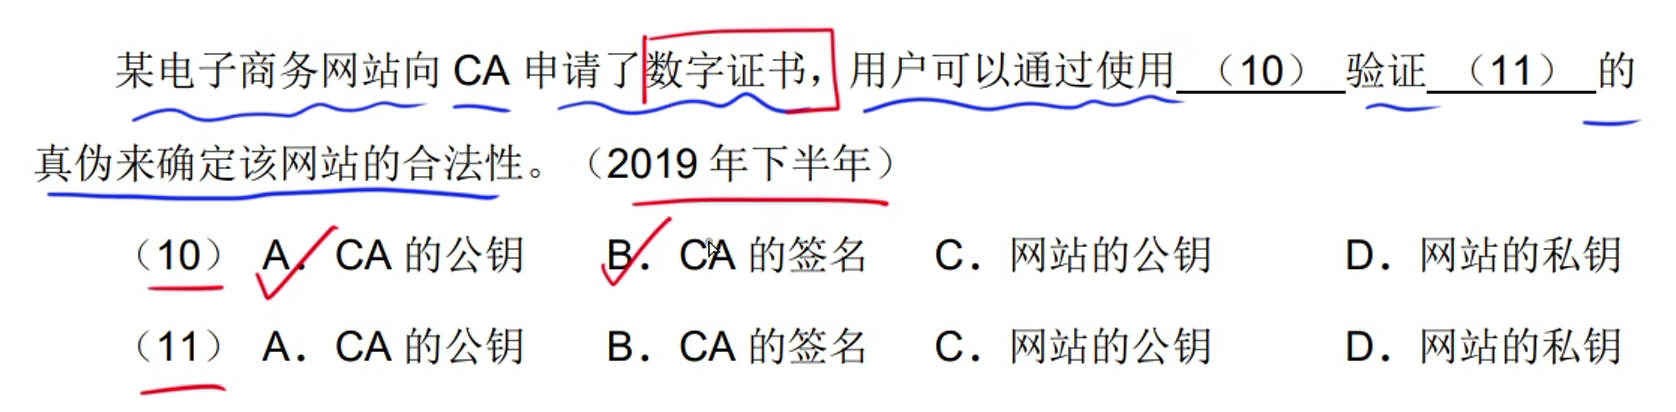 某电子商务网站向 CA 申请了数字证书，用户可以通过使用 （10） 验证 （11） 的
真伪来确定该网站的合法性。（2019 年下半年）
（10） A． CA 的公钥 B． CA 的签名 C．网站的公钥 D．网站的私钥
（11） A． CA 的公钥 B． CA 的签名 C．网站的公钥 D．网站的私钥